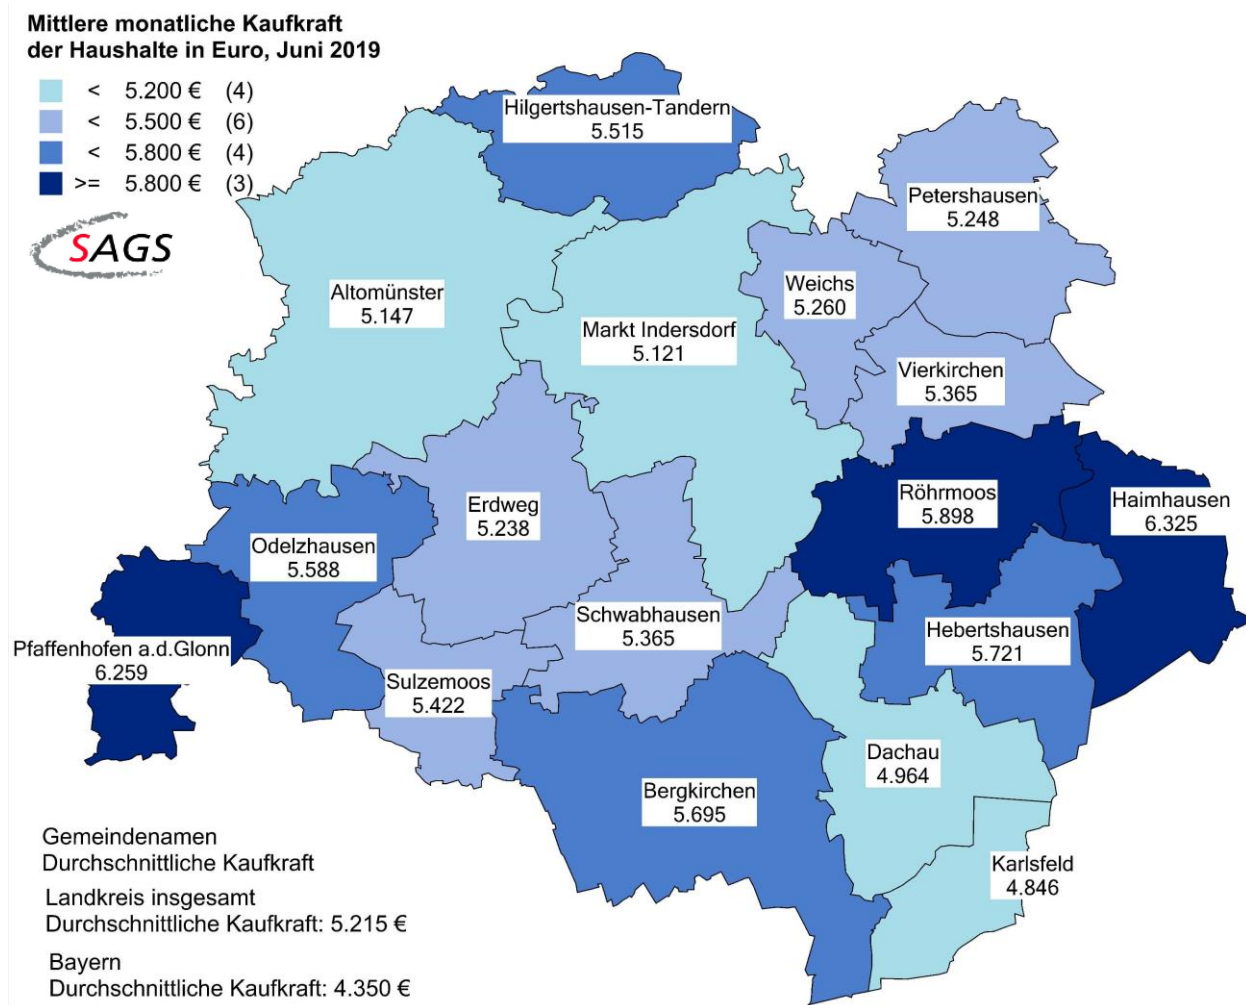 Mittlere monatliche Kaufkraft
der Haushalte in Euro, Juni 2019
< 5.200 € (4)
< 5.500 € (6)
< 5.800 € (4)
>= 5.800 € (3)
SAGS
Hilgertshausen-Tandern
5.515
Petershausen
5.248
Altomünster
5.147
Weichs
5.260
Markt Indersdorf
5.121
Vierkirchen
5.365
Röhrmoos
5.898
Haimhausen
6.325
Erdweg
5.238
Odelzhausen
5.588
Schwabhausen
5.365
Hebertshausen
5.721
Pfaffenhofen a.d.Glonn
6.259
Sulzemoos
5.422
Dachau
4.964
Bergkirchen
5.695
Karlsfeld
4.846
Gemeindenamen
Durchschnittliche Kaufkraft
Landkreis insgesamt
Durchschnittliche Kaufkraft: 5.215 €
Bayern
Durchschnittliche Kaufkraft: 4.350 €